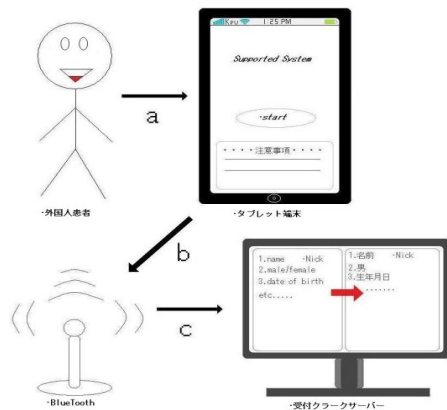 Kpu 1:25 PM
Supported System
・start
・・・・注意事項・・・・
a
・外国人患者
・タブレット端末
b
c
1.name ・Nick
2.male/female
3.date of birth
etc.....
1.名前 ・Nick
2.男
3.生年月日
.......
・BlueTooth
・受付クラークサーバー